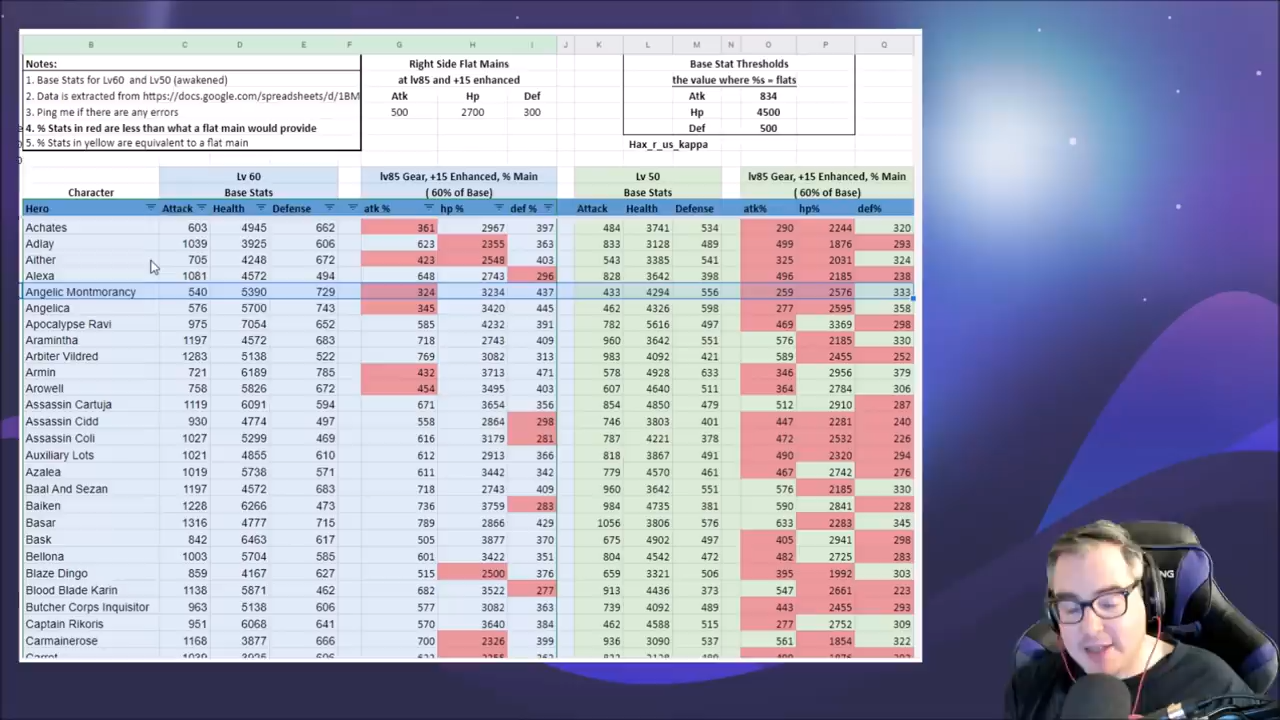 B C D E F G H I J K L M N O P Q
Notes:
1. Base Stats for Lv60 and Lv50 (awakened)
2. Data is extracted from https://docs.google.com/spreadsheets/d/1BM
3. Ping me if there are any errors
4. % Stats in red are less than what a flat main would provide
5. % Stats in yellow are equivalent to a flat main
Right Side Flat Mains
at lv85 and +15 enhanced
Atk Hp Def
500 2700 300
Base Stat Thresholds
the value where %s = flats
Atk 834
Hp 4500
Def 500
Hax_r_us_kappa
Lv 60 lv85 Gear, +15 Enhanced, % Main Lv 50 lv85 Gear, +15 Enhanced, % Main
Character Base Stats ( 60% of Base) Base Stats ( 60% of Base)
Hero Attack Health Defense atk % hp % def % Attack Health Defense atk% hp% def%
Achates 603 4945 662 361 2967 397 484 3741 534 290 2244 320
Adlay 1039 3925 606 623 2355 363 833 3128 489 499 1876 293
Aither 705 4248 672 423 2548 403 543 3385 541 325 2031 324
Alexa 1081 4572 494 648 2743 296 828 3642 398 496 2185 238
Angelic Montmorancy 540 5390 729 324 3234 437 433 4294 556 259 2576 333
Angelica 576 5700 743 345 3420 445 462 4326 598 277 2595 358
Apocalypse Ravi 975 7054 652 585 4232 391 782 5616 497 469 3369 298
Aramintha 1197 4572 683 718 2743 409 960 3642 551 576 2185 330
Arbiter Vildred 1283 5138 522 769 3082 313 983 4092 421 589 2455 252
Armin 721 6189 785 432 3713 471 578 4928 633 346 2956 379
Arowell 758 5826 672 454 3495 403 607 4640 511 364 2784 306
Assassin Cartuja 1119 6091 594 671 3654 356 854 4850 479 512 2910 287
Assassin Cidd 930 4774 497 558 2864 298 746 3803 401 447 2281 240
Assassin Coli 1027 5299 469 616 3179 281 787 4221 378 472 2532 226
Auxiliary Lots 1021 4855 610 612 2913 366 818 3867 491 490 2320 294
Azalea 1019 5738 571 611 3442 342 779 4570 461 467 2742 276
Baal And Sezan 1197 4572 683 718 2743 409 960 3642 551 576 2185 330
Baiken 1228 6266 473 736 3759 283 984 4735 381 590 2841 228
Basar 1316 4777 715 789 2866 429 1056 3806 576 633 2283 345
Bask 842 6463 617 505 3877 370 675 4902 497 405 2941 298
Bellona 1003 5704 585 601 3422 351 804 4542 472 482 2725 283
Blaze Dingo 859 4167 627 515 2500 376 659 3321 506 395 1992 303
Blood Blade Karin 1138 5871 462 682 3522 277 913 4436 373 547 2661 223
Butcher Corps Inquisitor 963 5138 606 577 3082 363 739 4092 489 443 2455 293
Captain Rikoris 951 6068 641 570 3640 384 462 4588 515 277 2752 309
Carmainerose 1168 3877 666 700 2326 399 936 3090 537 561 1854 322